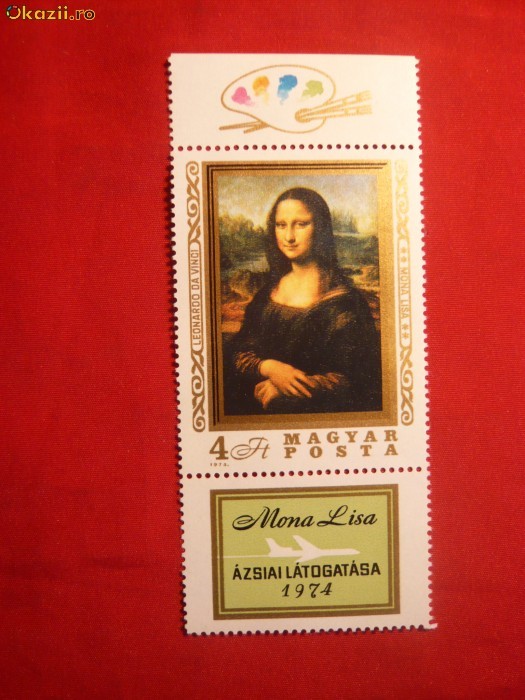 Okazii.ro
LEONARDO DA VINCI
** MONA LISA **
4 Ft MAGYAR
POSTA
1974.
Mona Lisa
ÁZSIAI LÁTOGATÁSA
1974